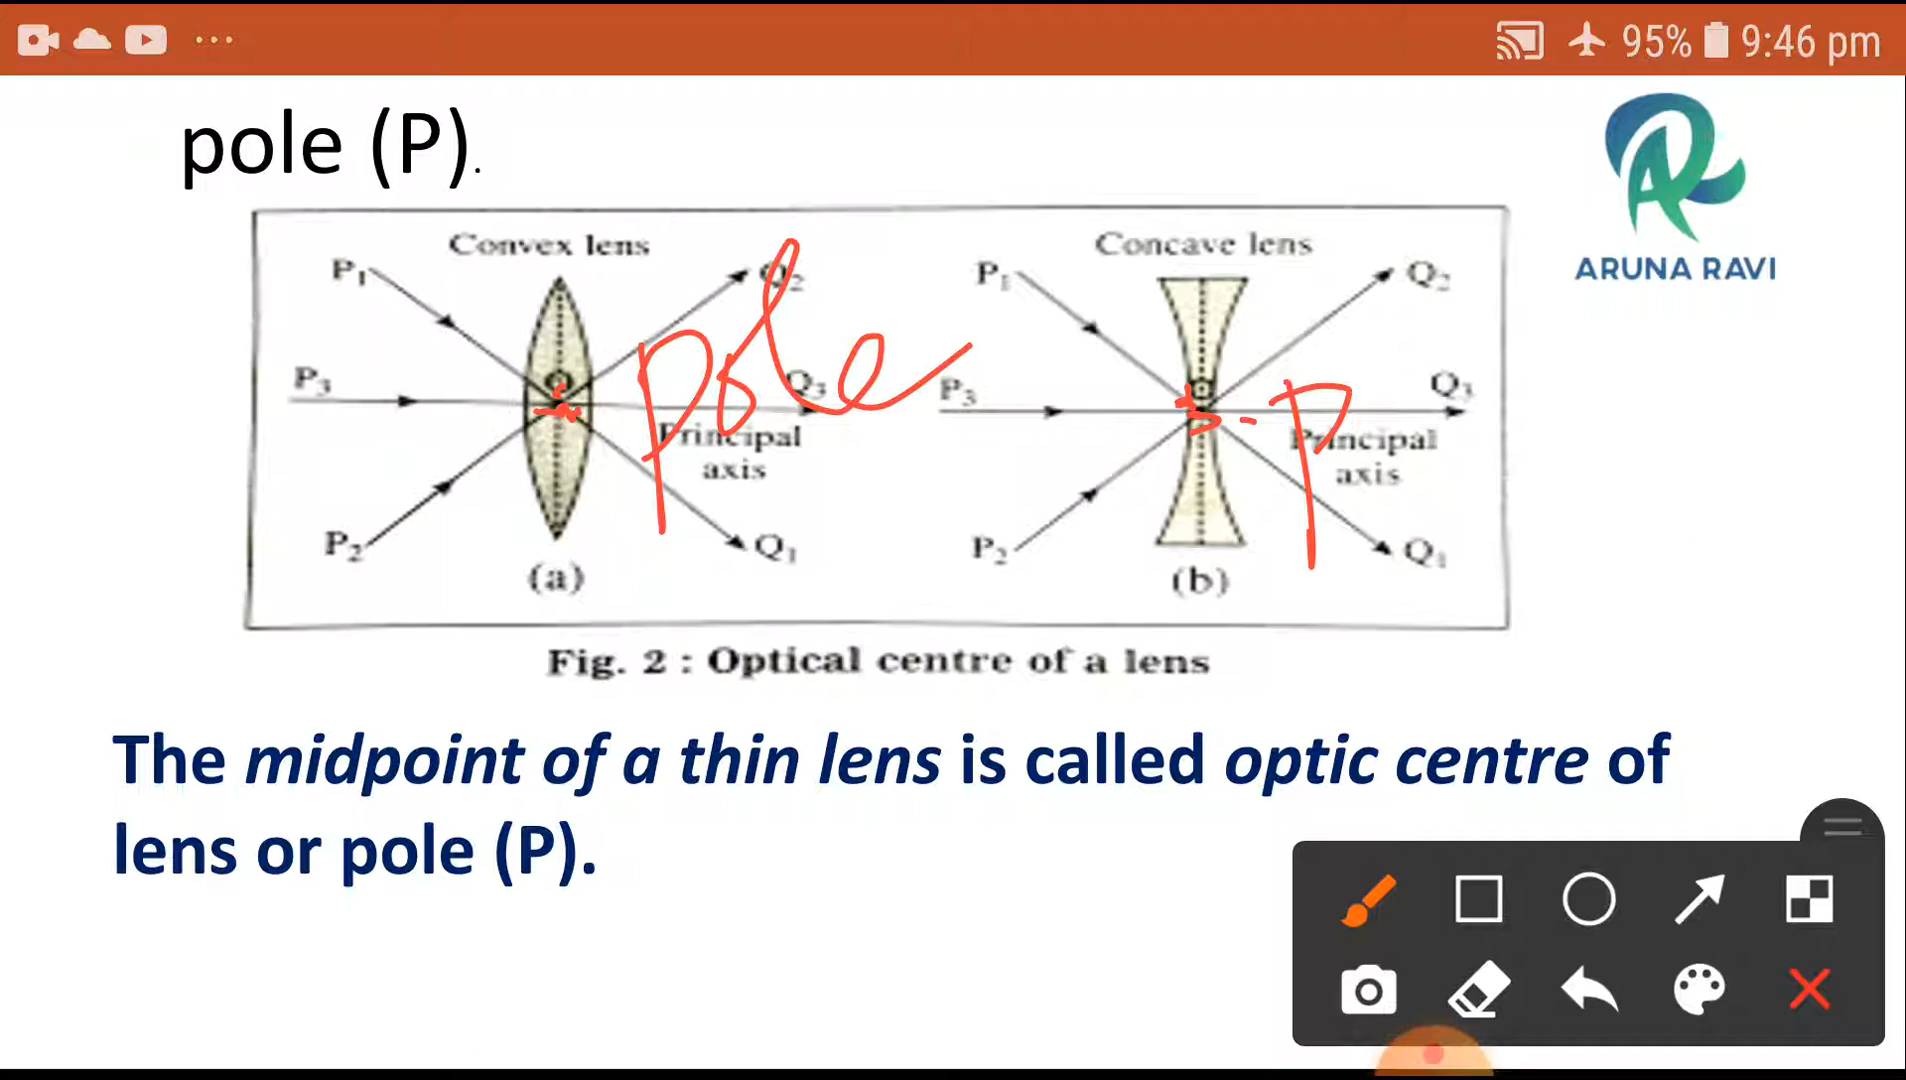 95% 9:46 pm
pole (P).
ARUNA RAVI
Convex lens
Concave lens
P₁ Q₂ P₁ Q₂
pole
O O
P₃ Q₃ P₃ Q₃
P
Principal
axis
Principal
axis
P₂ Q₁ P₂ Q₁
(a) (b)
Fig. 2 : Optical centre of a lens
The midpoint of a thin lens is called optic centre of
lens or pole (P).